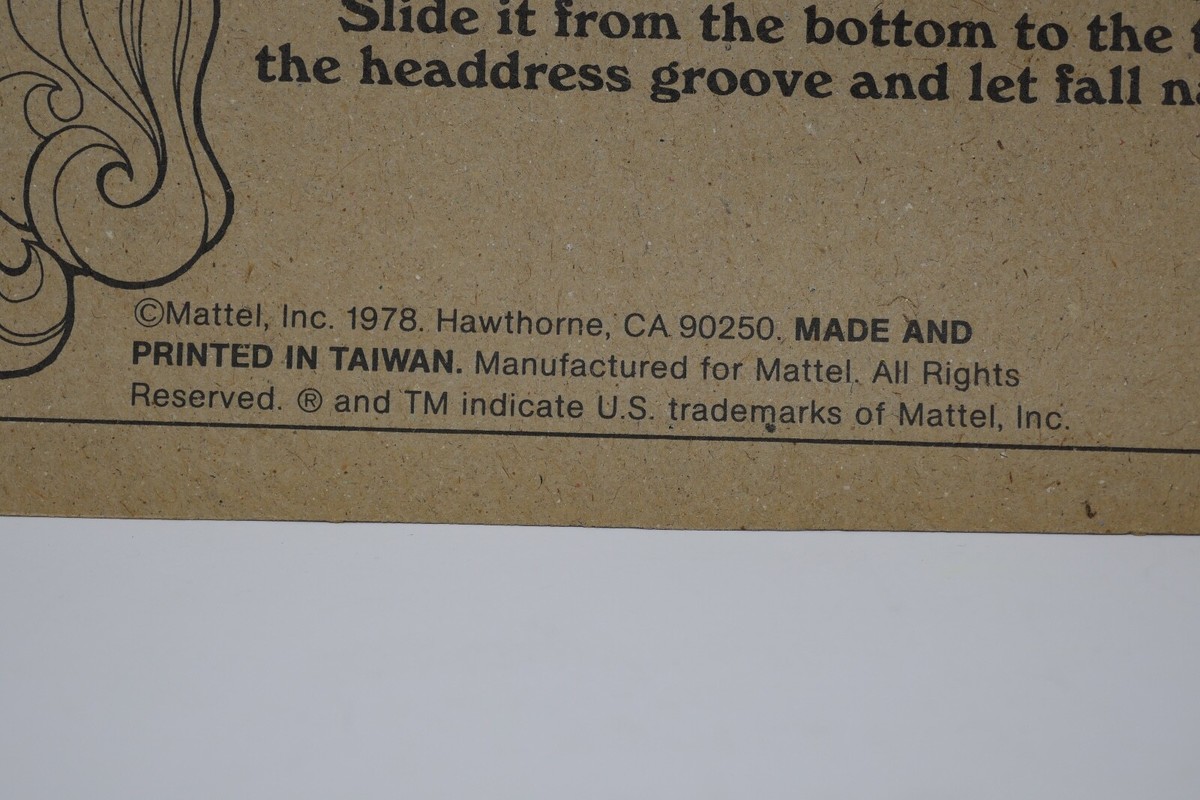 Slide it from the bottom to the
the headdress groove and let fall
©Mattel, Inc. 1978. Hawthorne, CA 90250. MADE AND
PRINTED IN TAIWAN. Manufactured for Mattel. All Rights
Reserved. ® and TM indicate U.S. trademarks of Mattel, Inc.